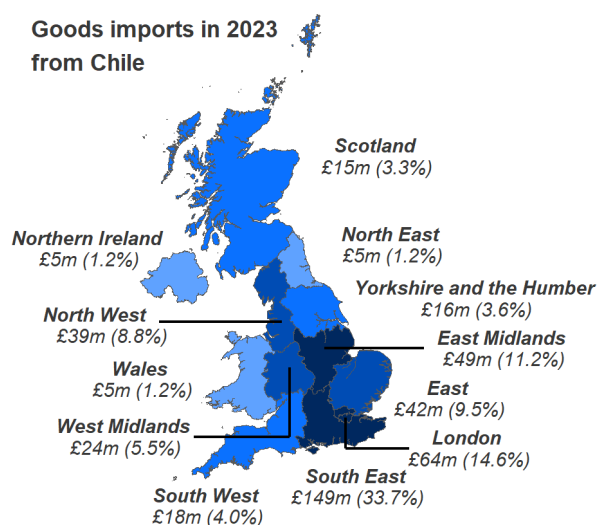 Goods imports in 2023
from Chile
Scotland
£15m (3.3%)
Northern Ireland
£5m (1.2%)
North East
£5m (1.2%)
Yorkshire and the Humber
£16m (3.6%)
North West
£39m (8.8%)
East Midlands
£49m (11.2%)
Wales
£5m (1.2%)
East
£42m (9.5%)
West Midlands
£24m (5.5%)
London
£64m (14.6%)
South East
£149m (33.7%)
South West
£18m (4.0%)